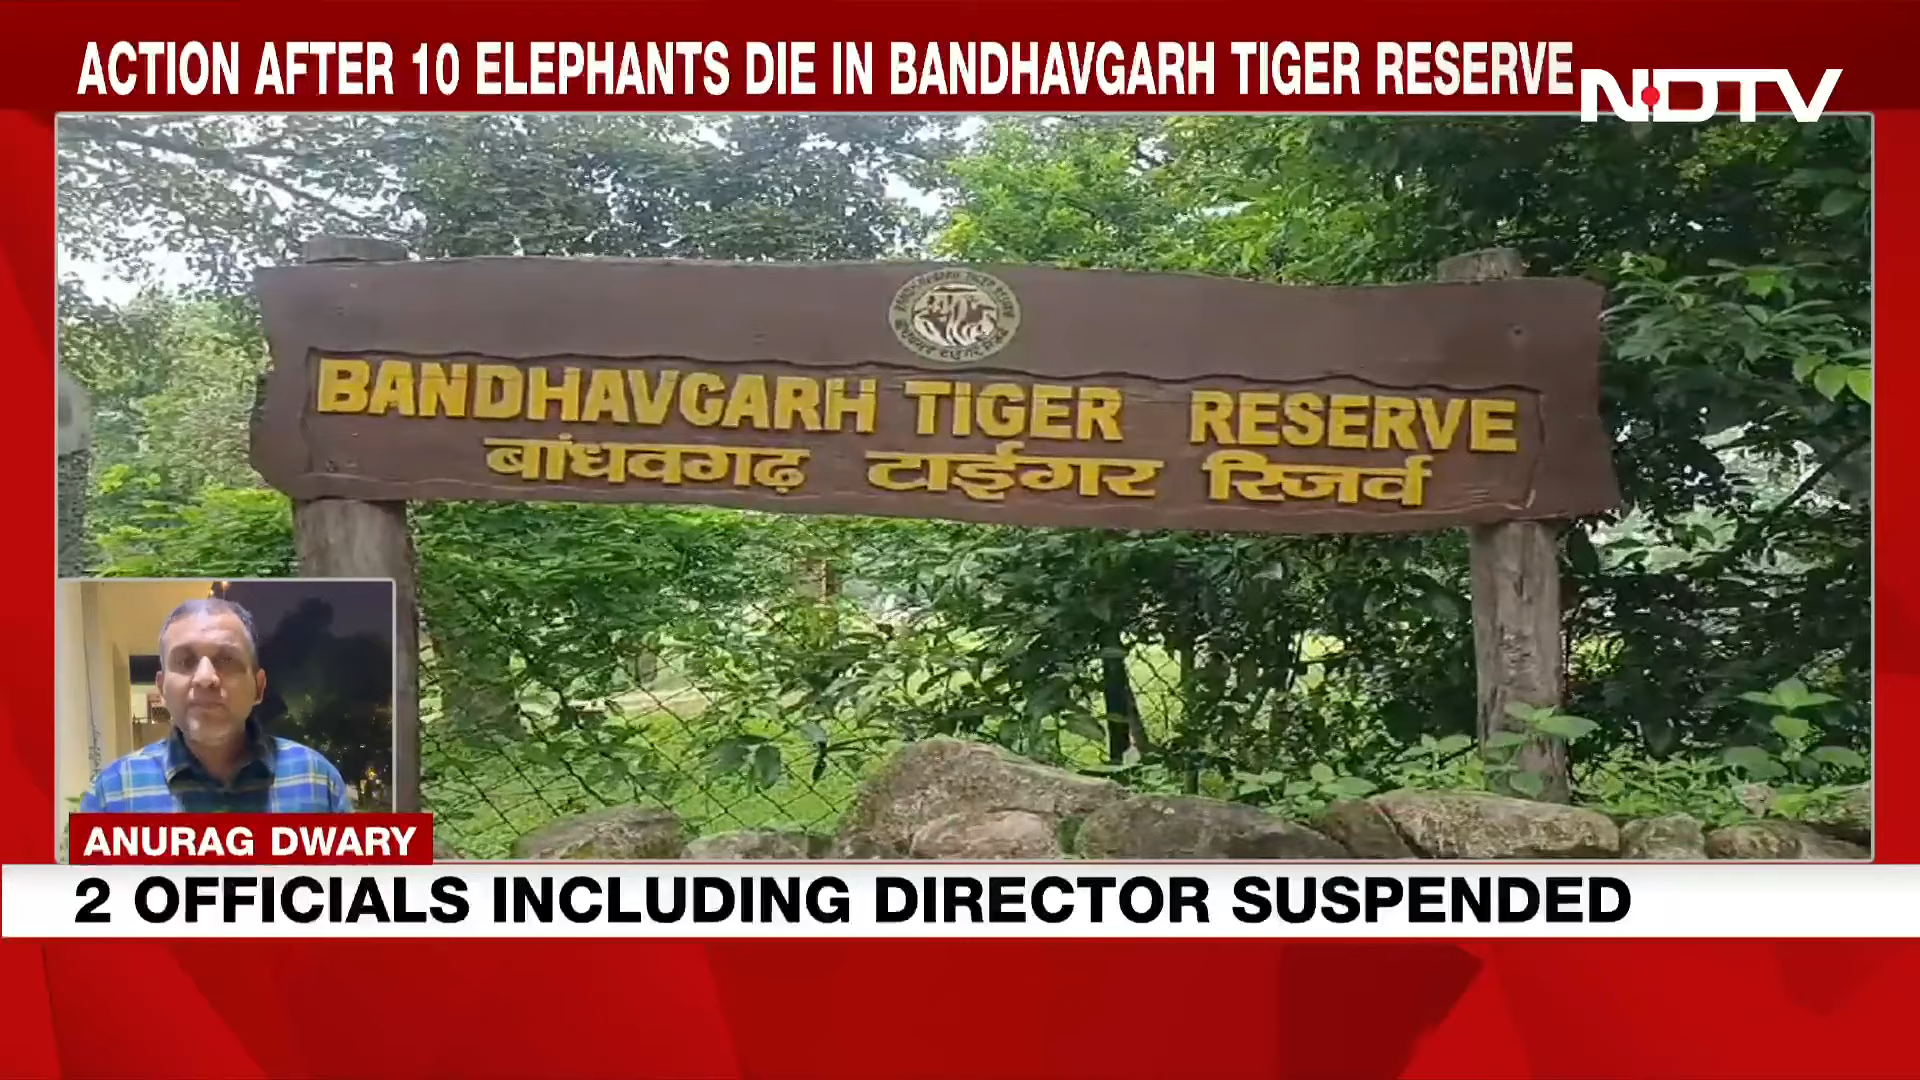 ACTION AFTER 10 ELEPHANTS DIE IN BANDHAVGARH TIGER RESERVE
NDTV
BANDHAVGARH TIGER RESERVE
बांधवगढ़ टाईगर रिजर्व
ANURAG DWARY
2 OFFICIALS INCLUDING DIRECTOR SUSPENDED